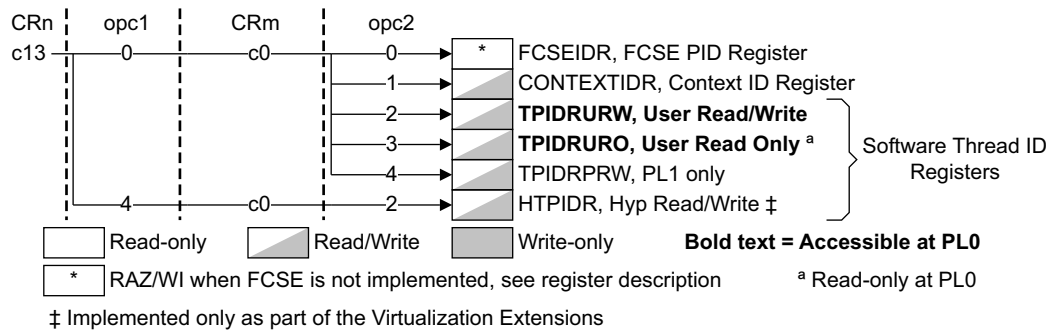 CRn opc1 CRm opc2
c13 0 c0 0 * FCSEIDR, FCSE PID Register
1 CONTEXTIDR, Context ID Register
2 TPIDRURW, User Read/Write
3 TPIDRURO, User Read Only a
4 TPIDRPRW, PL1 only
4 c0 2 HTPIDR, Hyp Read/Write ‡
Software Thread ID
Registers
Read-only Read/Write Write-only Bold text = Accessible at PL0
* RAZ/WI when FCSE is not implemented, see register description a Read-only at PL0
‡ Implemented only as part of the Virtualization Extensions